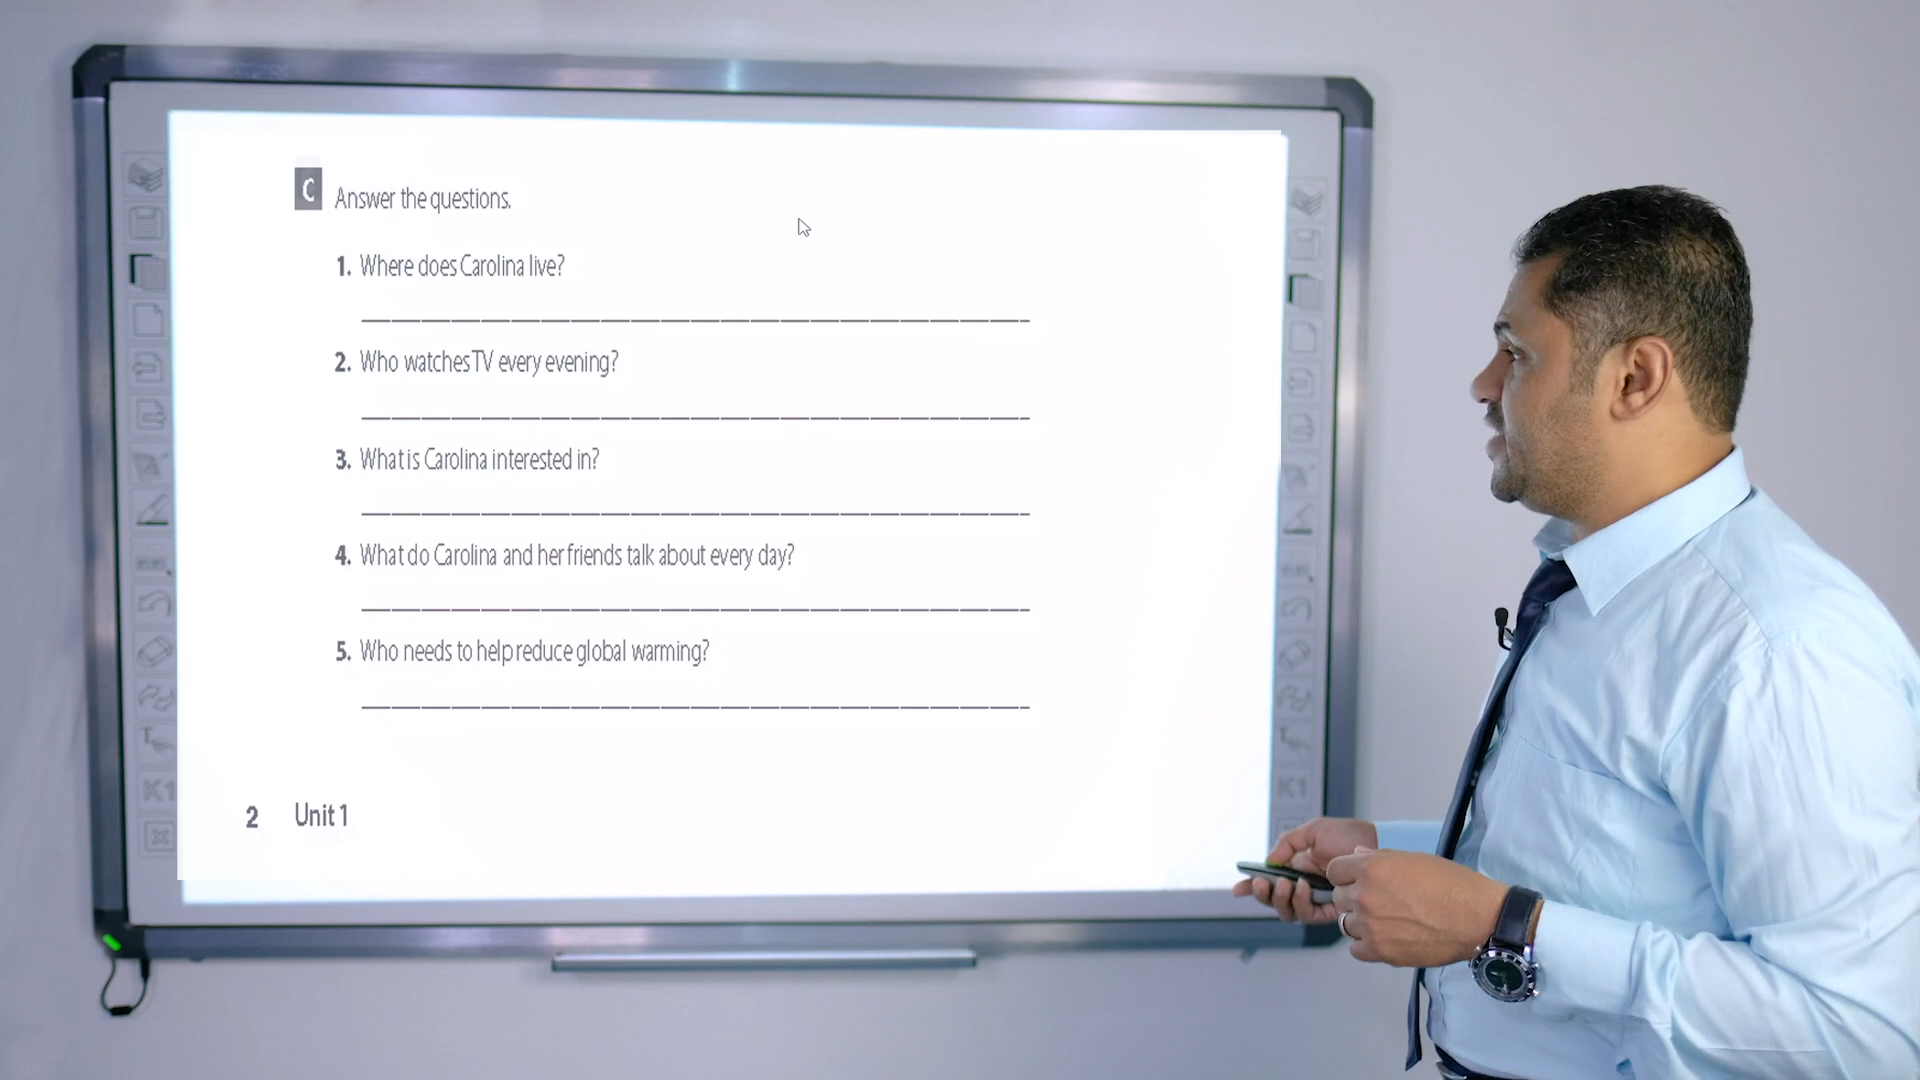 C Answer the questions.
1. Where does Carolina live?
2. Who watches TV every evening?
3. What is Carolina interested in?
4. What do Carolina and her friends talk about every day?
5. Who needs to help reduce global warming?
2 Unit 1
K1
K1